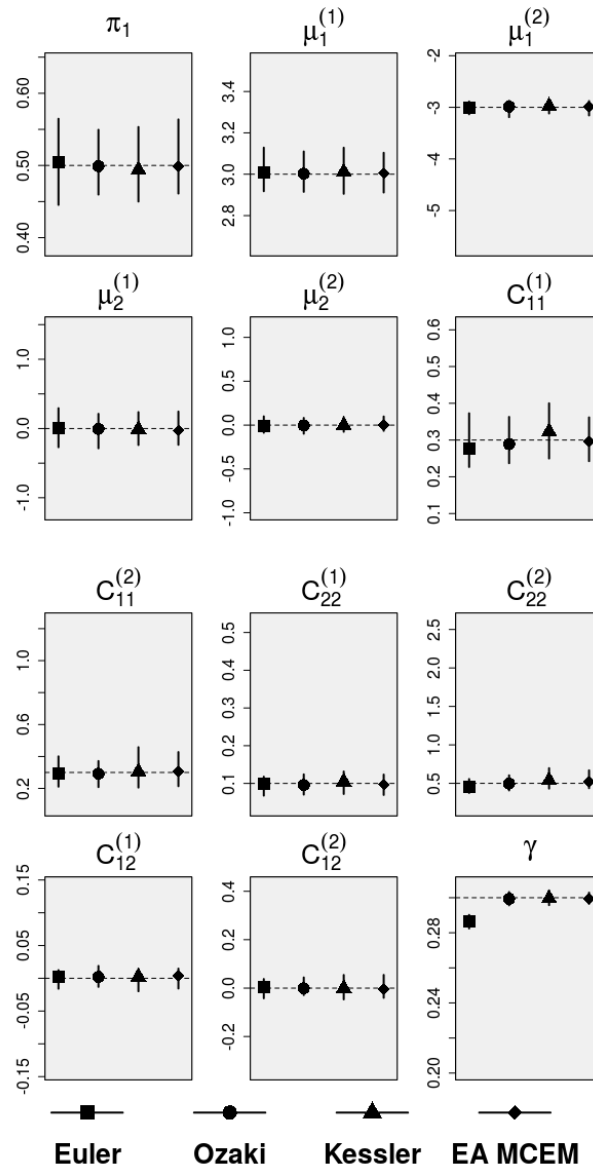 π₁ μ₁⁽¹⁾ μ₁⁽²⁾
0.40 0.50 0.60
2.8 3.0 3.2 3.4
-5 -4 -3 -2
μ₂⁽¹⁾ μ₂⁽²⁾ C₁₁⁽¹⁾
-1.0 0.0 1.0
-1.0 -0.5 0.0 0.5 1.0
0.1 0.2 0.3 0.4 0.5 0.6
C₁₁⁽²⁾ C₂₂⁽¹⁾ C₂₂⁽²⁾
0.2 0.6 1.0
0.1 0.2 0.3 0.4 0.5
0.5 1.0 1.5 2.0 2.5
C₁₂⁽¹⁾ C₁₂⁽²⁾ γ
-0.15 -0.05 0.05 0.15
-0.2 0.0 0.2 0.4
0.20 0.24 0.28
Euler Ozaki Kessler EA MCEM